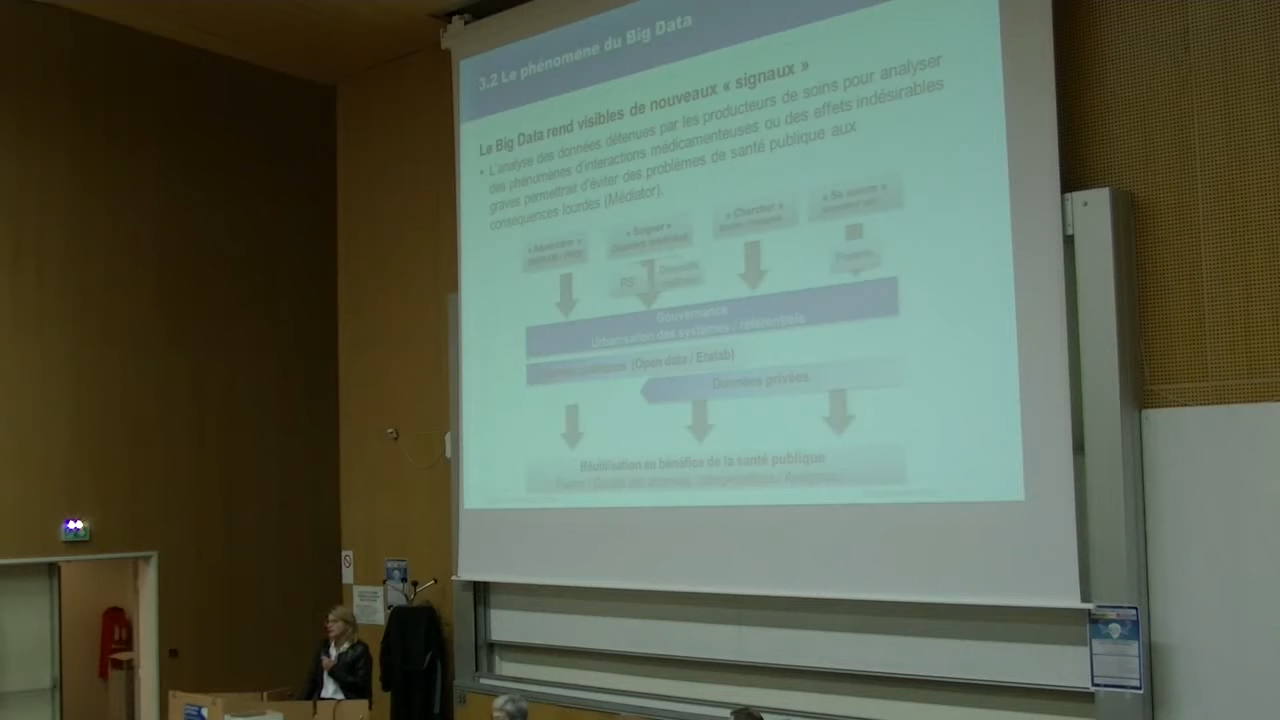 3.2 Le phénomène du Big Data
Le Big Data rend visibles de nouveaux « signaux »
• L'analyse des données détenues par les producteurs de soins pour analyser
des phénomènes d'interactions médicamenteuses ou des effets indésirables
graves permettrait d'éviter des problèmes de santé publique aux
conséquences lourdes (Médiator).
« Soigner »
« Chercher »
RS
Gouvernance
Urbanisation des systèmes / référentiels
(Open data / Etalab)
Données privées
Réutilisation au bénéfice de la santé publique